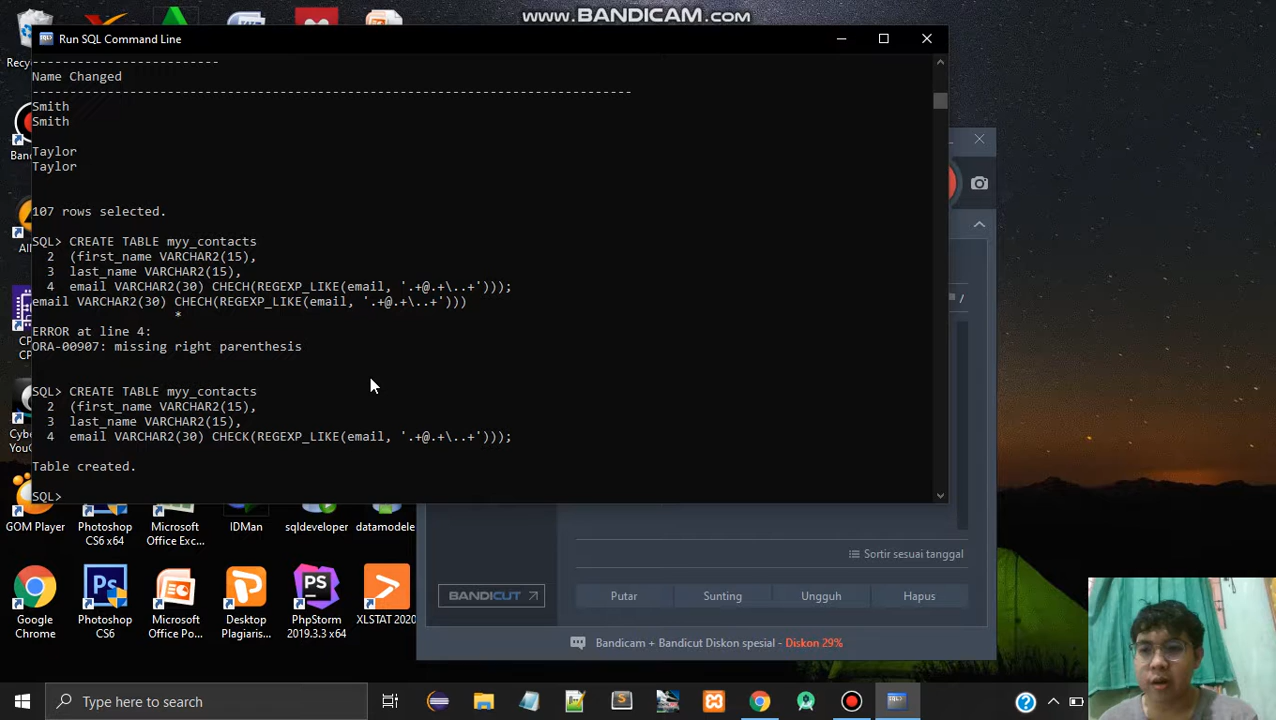 www.BANDICAM.com
Run SQL Command Line
-------------------------
Name Changed
--------------------------------------------------------------------------------
Smith
Smith
Taylor
Taylor
107 rows selected.
SQL> CREATE TABLE myy_contacts
2 (first_name VARCHAR2(15),
3 last_name VARCHAR2(15),
4 email VARCHAR2(30) CHECH(REGEXP_LIKE(email, '.+@.+\..+')));
email VARCHAR2(30) CHECH(REGEXP_LIKE(email, '.+@.+\..+')))
*
ERROR at line 4:
ORA-00907: missing right parenthesis
SQL> CREATE TABLE myy_contacts
2 (first_name VARCHAR2(15),
3 last_name VARCHAR2(15),
4 email VARCHAR2(30) CHECK(REGEXP_LIKE(email, '.+@.+\..+')));
Table created.
SQL>
GOM Player
Photoshop
CS6 x64
Microsoft
Office Exc...
IDMan
sqldeveloper
datamodele
Sortir sesuai tanggal
BANDICUT
Putar
Sunting
Ungguh
Hapus
Google
Chrome
Photoshop
CS6
Microsoft
Office Po...
Desktop
Plagiaris...
PhpStorm
2019.3.3 x64
XLSTAT 2020
Bandicam + Bandicut Diskon spesial - Diskon 29%
Type here to search